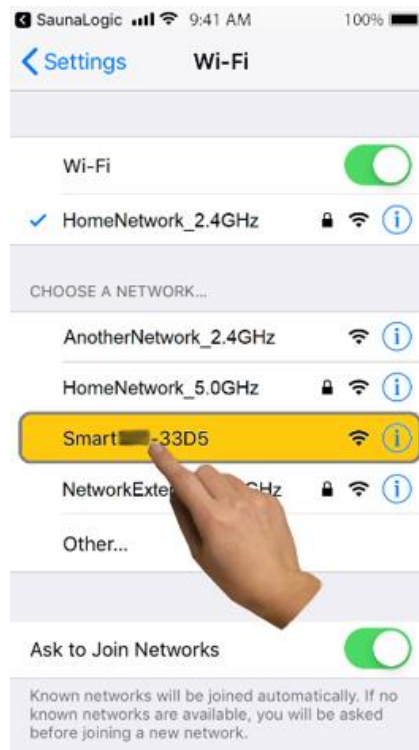 SaunaLogic 9:41 AM 100%
Settings Wi-Fi
Wi-Fi
HomeNetwork_2.4GHz
CHOOSE A NETWORK...
AnotherNetwork_2.4GHz
HomeNetwork_5.0GHz
Smart -33D5
Other...
Ask to Join Networks
Known networks will be joined automatically. If no
known networks are available, you will be asked
before joining a new network.